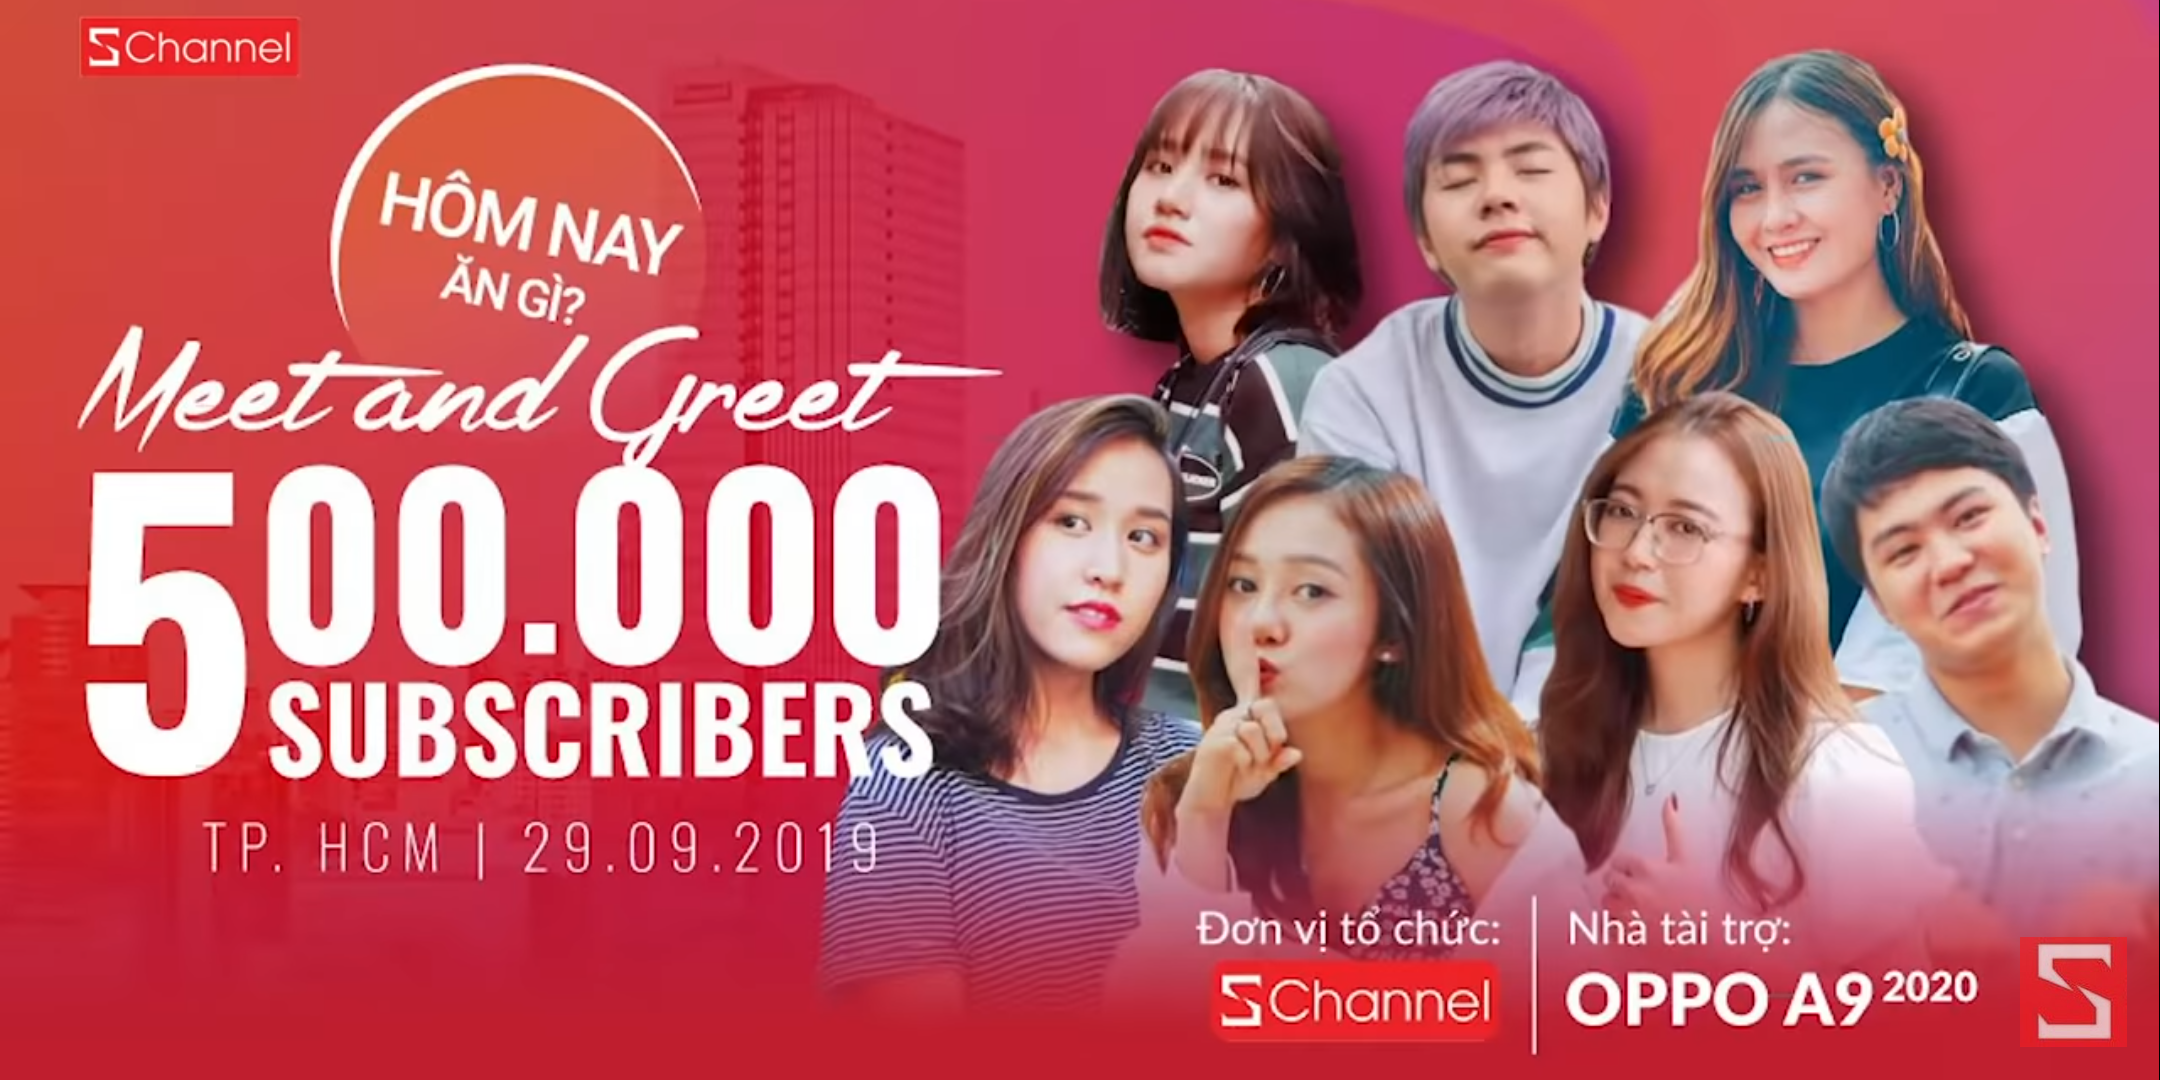 SChannel
HÔM NAY
ĂN GÌ?
Meet and Greet
500.000
SUBSCRIBERS
TP. HCM | 29.09.2019
Đơn vị tổ chức:
SChannel
Nhà tài trợ:
OPPO A9 2020
S